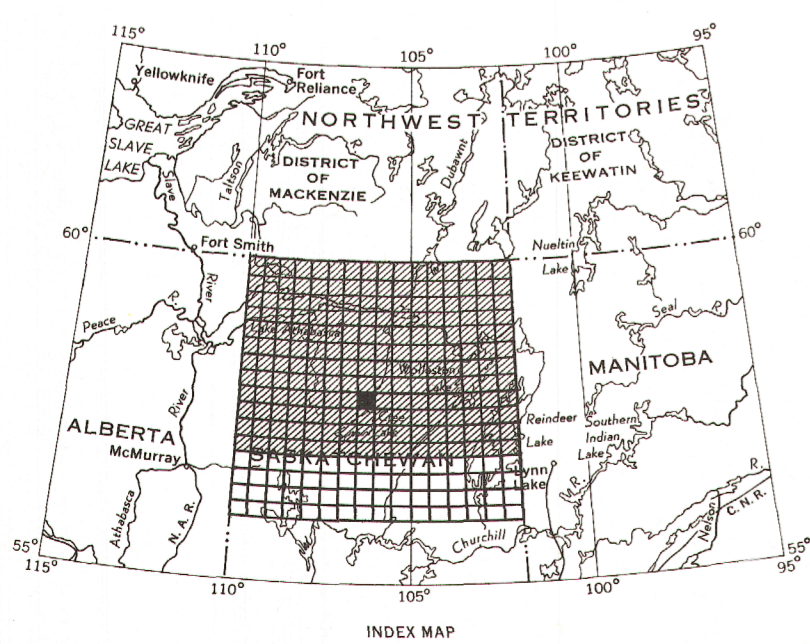 115°
110°
105°
100°
95°
Yellowknife
Fort
Reliance
GREAT
SLAVE
LAKE
Slave
River
Taltson
R.
NORTHWEST TERRITORIES
DISTRICT
OF
MACKENZIE
Dubawnt
R.
DISTRICT
OF
KEEWATIN
60°
Fort Smith
Nueltin
Lake
60°
Peace
R.
Lake Athabasca
Wollaston
Lake
Seal
R.
MANITOBA
River
Cree
Lake
Reindeer
Lake
Southern
Indian
Lake
ALBERTA
McMurray
SASKATCHEWAN
Lynn
Lake
Athabasca
N. A. R.
Churchill
R.
Nelson
R.
C. N. R.
55°
115°
110°
105°
100°
55°
95°
INDEX MAP